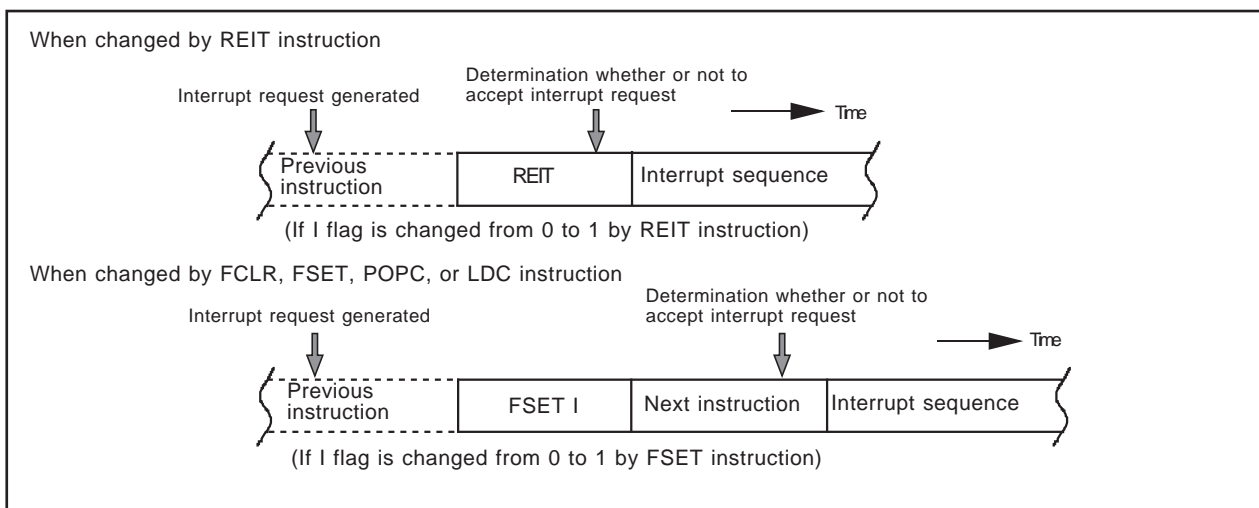 When changed by REIT instruction
Determination whether or not to
accept interrupt request
Interrupt request generated
Time
Previous
instruction
REIT
Interrupt sequence
(If I flag is changed from 0 to 1 by REIT instruction)
When changed by FCLR, FSET, POPC, or LDC instruction
Determination whether or not to
accept interrupt request
Interrupt request generated
Time
Previous
instruction
FSET I
Next instruction
Interrupt sequence
(If I flag is changed from 0 to 1 by FSET instruction)